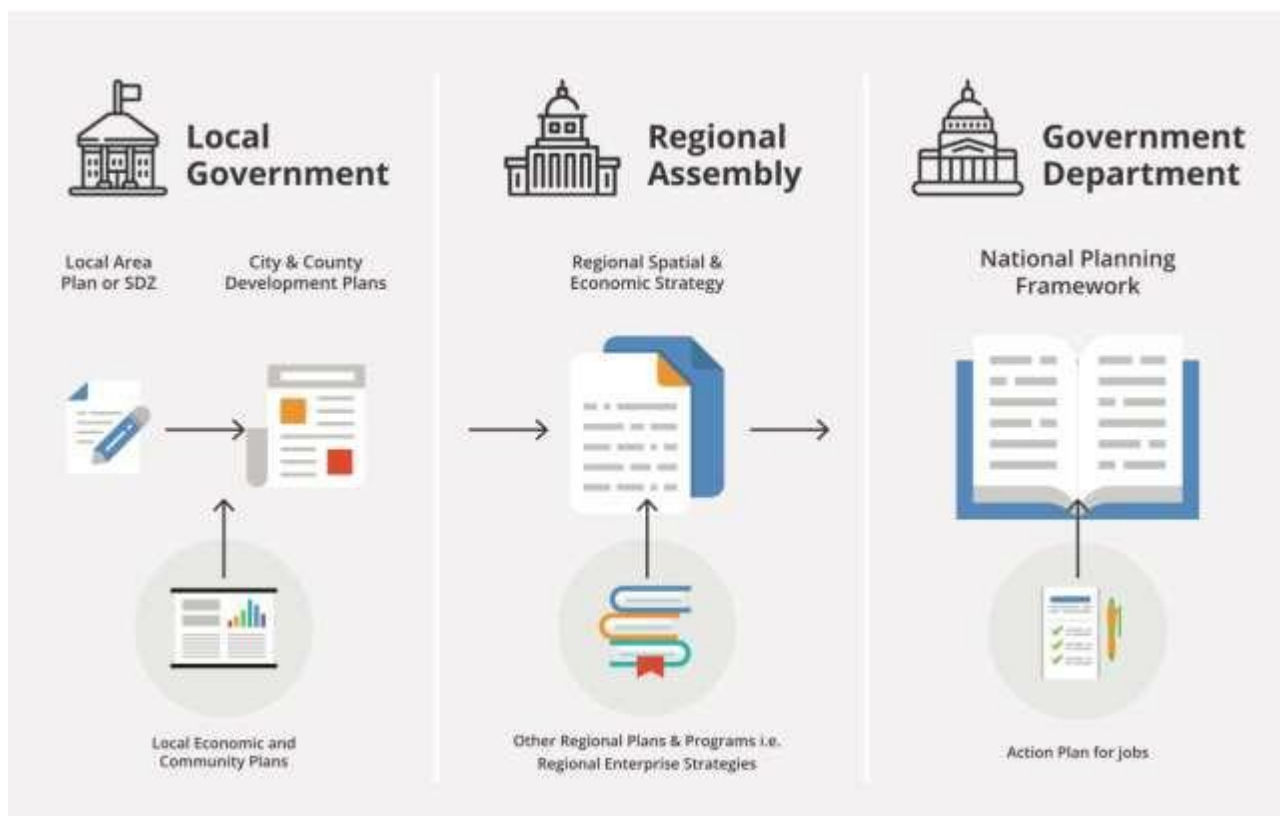 Local
Government
Regional
Assembly
Government
Department
Local Area
Plan or SDZ
City & County
Development Plans
Regional Spatial &
Economic Strategy
National Planning
Framework
Local Economic and
Community Plans
Other Regional Plans & Programs i.e.
Regional Enterprise Strategies
Action Plan for jobs